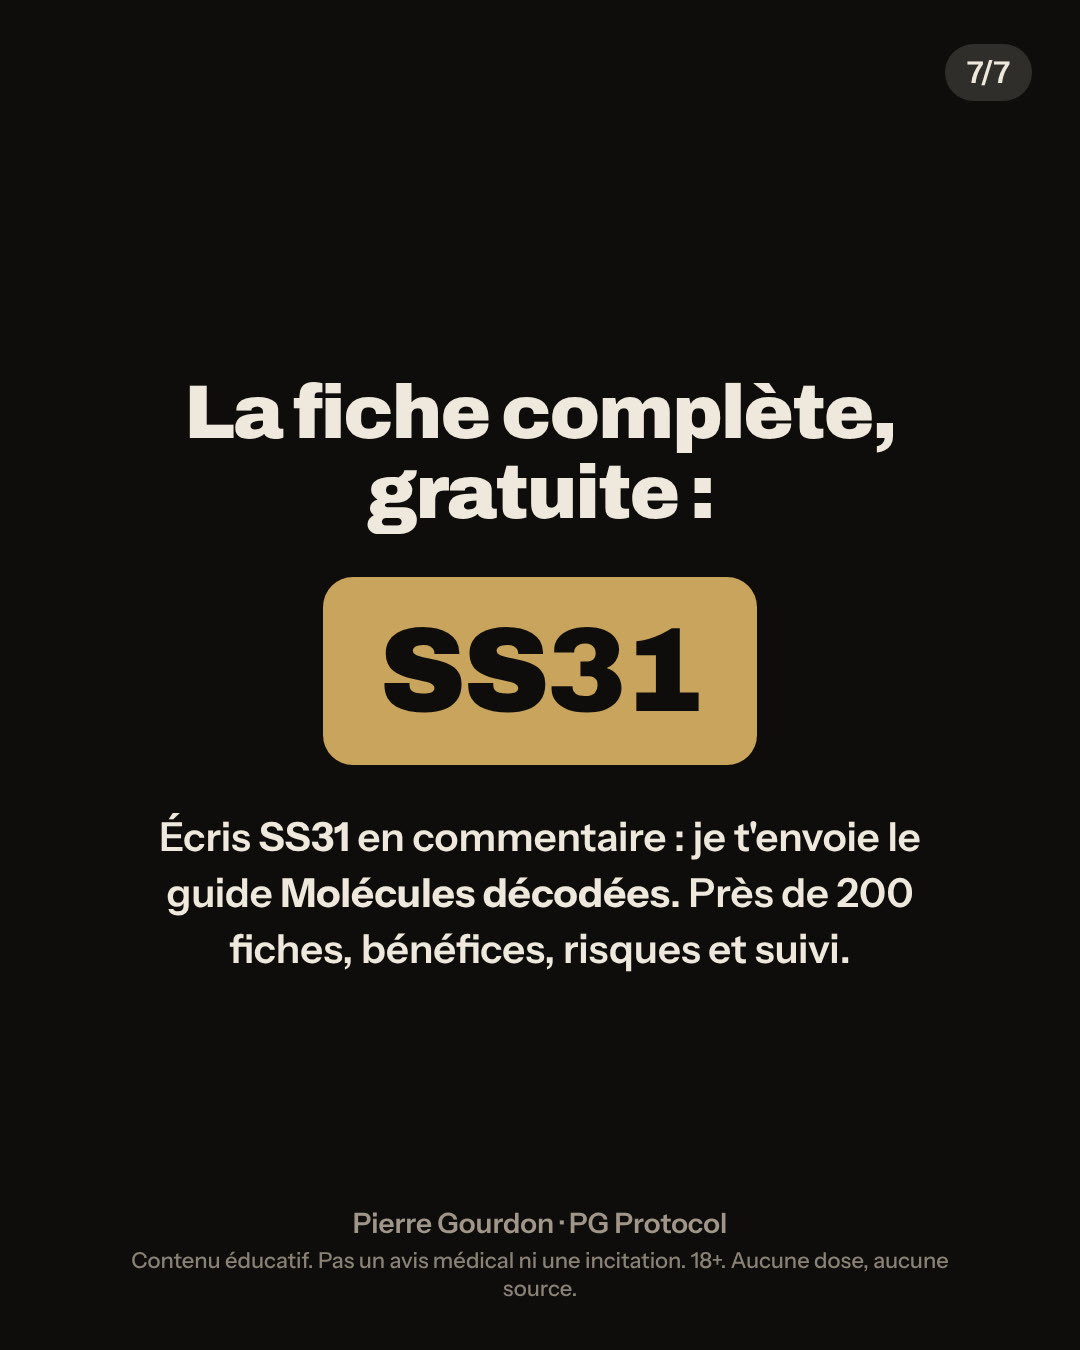 7/7
La fiche complète,
gratuite :
SS31
Écris SS31 en commentaire : je t'envoie le
guide Molécules décodées. Près de 200
fiches, bénéfices, risques et suivi.
Pierre Gourdon · PG Protocol
Contenu éducatif. Pas un avis médical ni une incitation. 18+. Aucune dose, aucune
source.